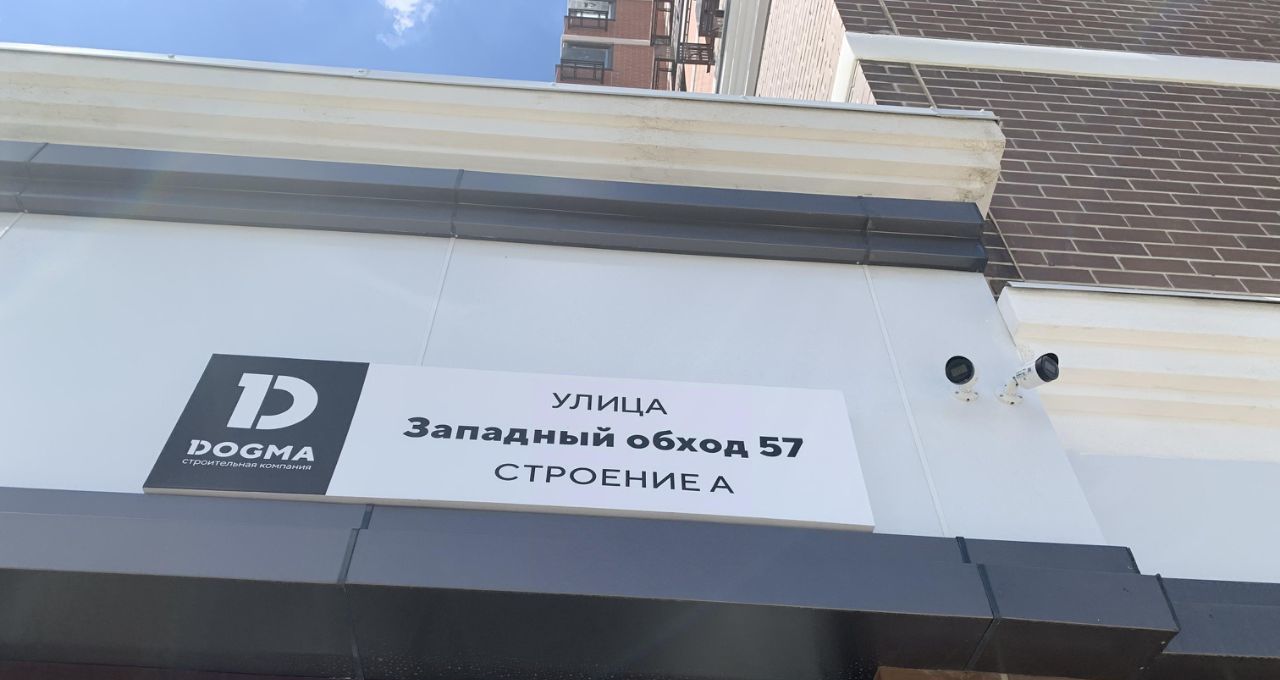 DOGMA
строительная компания
УЛИЦА
Западный обход 57
СТРОЕНИЕ А